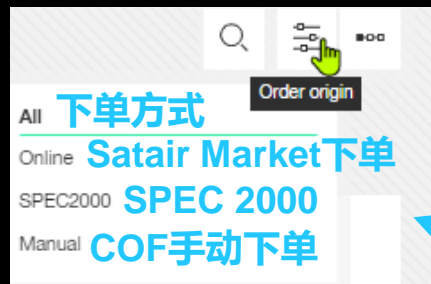 Order origin
All 下单方式
Online Satair Market下单
SPEC2000 SPEC 2000
Manual COF手动下单